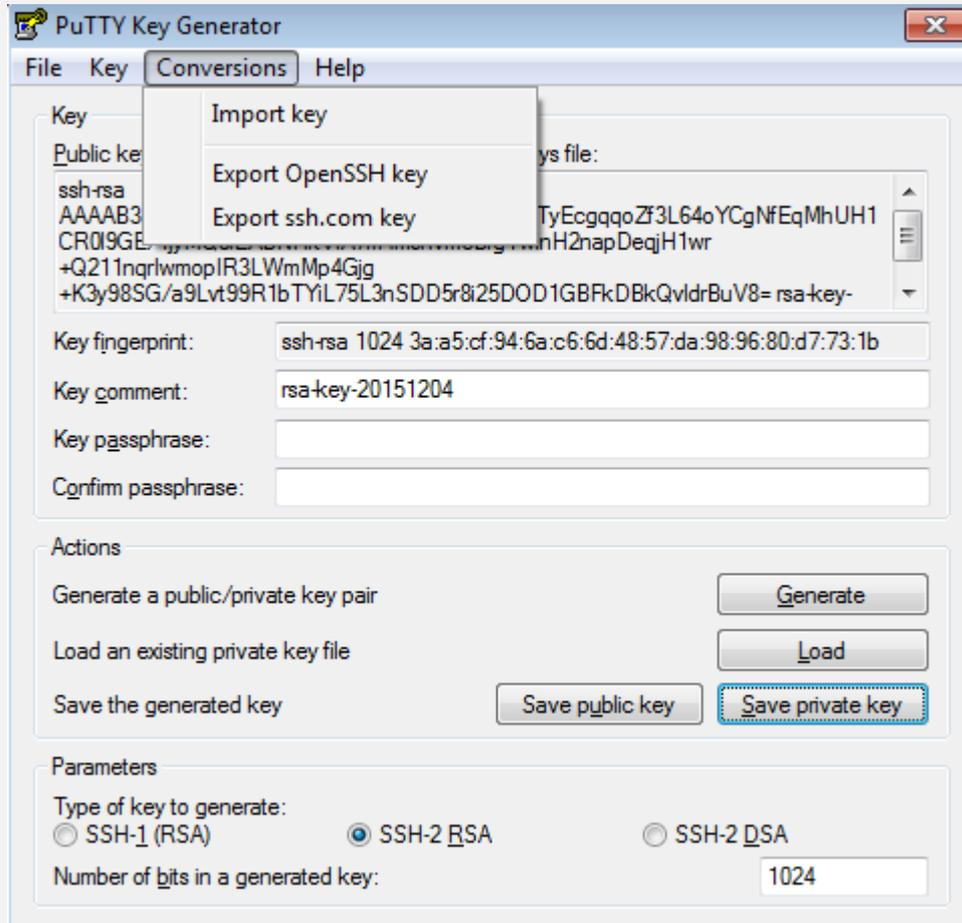 PuTTY Key Generator
File Key Conversions Help
Import key
Export OpenSSH key
Export ssh.com key
Key
Public key ys file:
ssh-rsa
AAAAB3 TyEcgqqoZf3L64oYCgNfEqMhUH1
+Q211nqrlwmopIR3LWmMp4Gjg
+K3y98SG/a9Lvt99R1bTYiL75L3nSDD5r8i25DOD1GBFkDBkQvldrBuV8= rsa-key-
Key fingerprint: ssh-rsa 1024 3a:a5:cf:94:6a:c6:6d:48:57:da:98:96:80:d7:73:1b
Key comment: rsa-key-20151204
Key passphrase:
Confirm passphrase:
Actions
Generate a public/private key pair Generate
Load an existing private key file Load
Save the generated key Save public key Save private key
Parameters
Type of key to generate:
SSH-1 (RSA) SSH-2 RSA SSH-2 DSA
Number of bits in a generated key: 1024